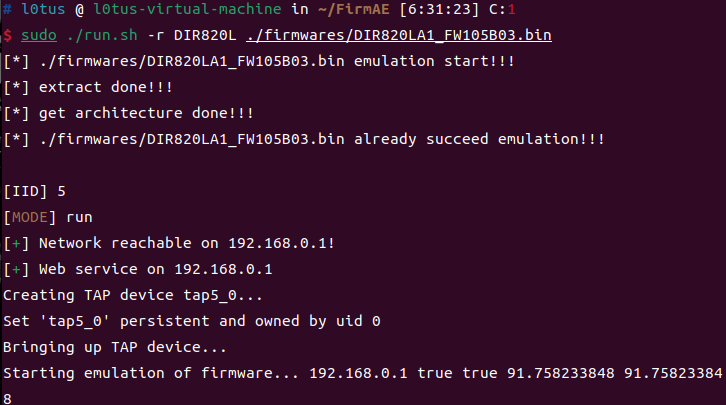 # l0tus @ l0tus-virtual-machine in ~/FirmAE [6:31:23] C:1
$ sudo ./run.sh -r DIR820L ./firmwares/DIR820LA1_FW105B03.bin
[*] ./firmwares/DIR820LA1_FW105B03.bin emulation start!!!
[*] extract done!!!
[*] get architecture done!!!
[*] ./firmwares/DIR820LA1_FW105B03.bin already succeed emulation!!!
[IID] 5
[MODE] run
[+] Network reachable on 192.168.0.1!
[+] Web service on 192.168.0.1
Creating TAP device tap5_0...
Set 'tap5_0' persistent and owned by uid 0
Bringing up TAP device...
Starting emulation of firmware... 192.168.0.1 true true 91.758233848 91.75823384
8